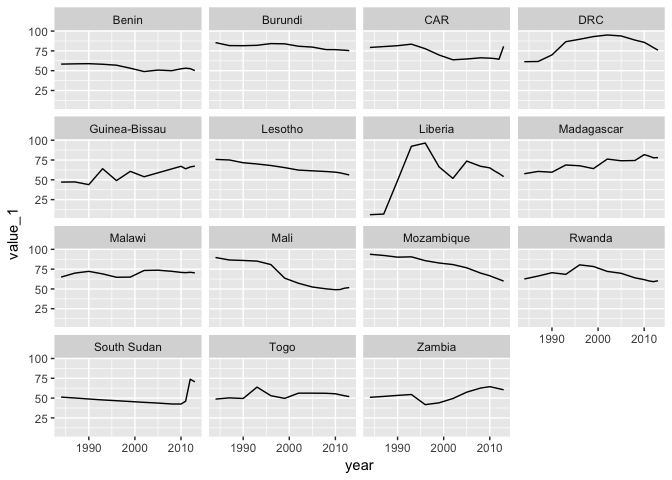 Benin Burundi CAR DRC
100
75
50
25
Guinea-Bissau Lesotho Liberia Madagascar
100
75
50
25
Malawi Mali Mozambique Rwanda
100
75
50
25
1990 2000 2010
South Sudan Togo Zambia
100
75
50
25
1990 2000 2010 1990 2000 2010 1990 2000 2010
value_1
year